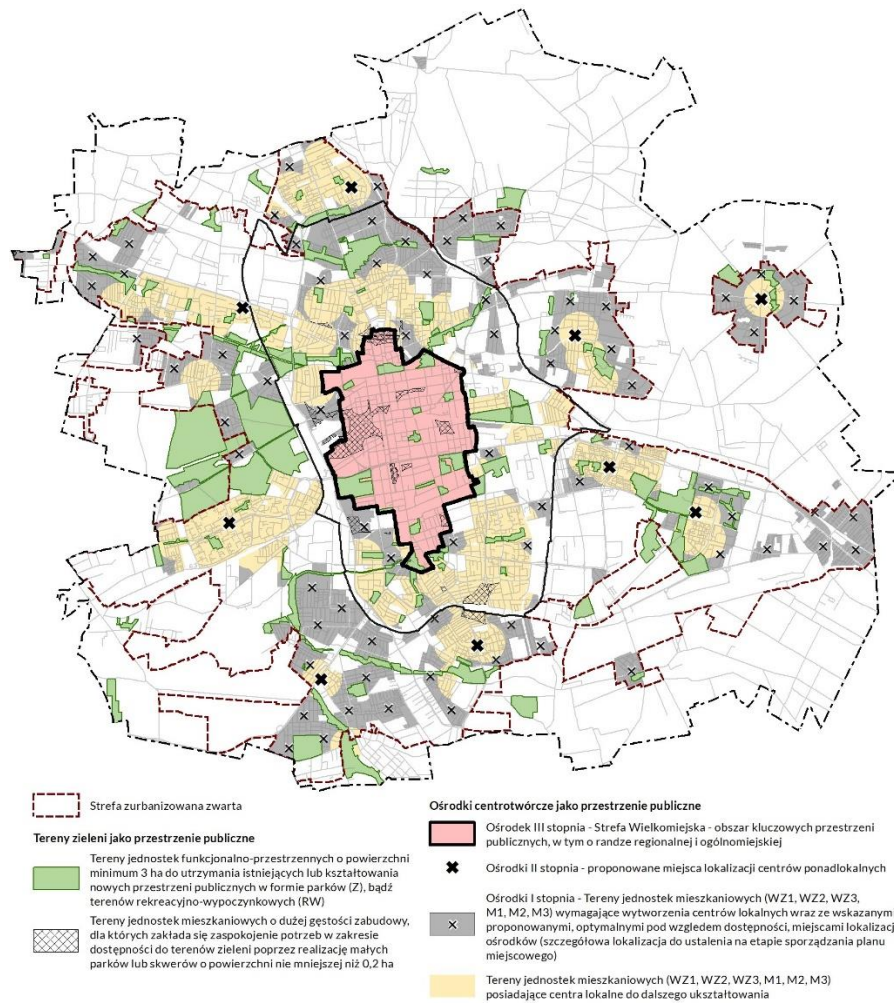 Strefa zurbanizowana zwarta
Tereny zieleni jako przestrzenie publiczne
Tereny jednostek funkcjonalno-przestrzennych o powierzchni
minimum 3 ha do utrzymania istniejących lub kształtowania
nowych przestrzeni publicznych w formie parków (Z), bądź
terenów rekreacyjno-wypoczynkowych (RW)
Tereny jednostek mieszkaniowych o dużej gęstości zabudowy,
dla których zakłada się zaspokojenie potrzeb w zakresie
dostępności do terenów zieleni poprzez realizację małych
parków lub skwerów o powierzchni nie mniejszej niż 0,2 ha
Ośrodki centrotwórcze jako przestrzenie publiczne
Ośrodek III stopnia - Strefa Wielkomiejska - obszar kluczowych przestrzeni
publicznych, w tym o randze regionalnej i ogólnomiejskiej
Ośrodki II stopnia - proponowane miejsca lokalizacji centrów ponadlokalnych
Ośrodki I stopnia - Tereny jednostek mieszkaniowych (WZ1, WZ2, WZ3,
M1, M2, M3) wymagające wytworzenia centrów lokalnych wraz ze wskazanym
proponowanymi, optymalnymi pod względem dostępności, miejscami lokalizacj
ośrodków (szczegółowa lokalizacja do ustalenia na etapie sporządzania planu
miejscowego)
Tereny jednostek mieszkaniowych (WZ1, WZ2, WZ3, M1, M2, M3)
posiadające centra lokalne do dalszego ukształtowania